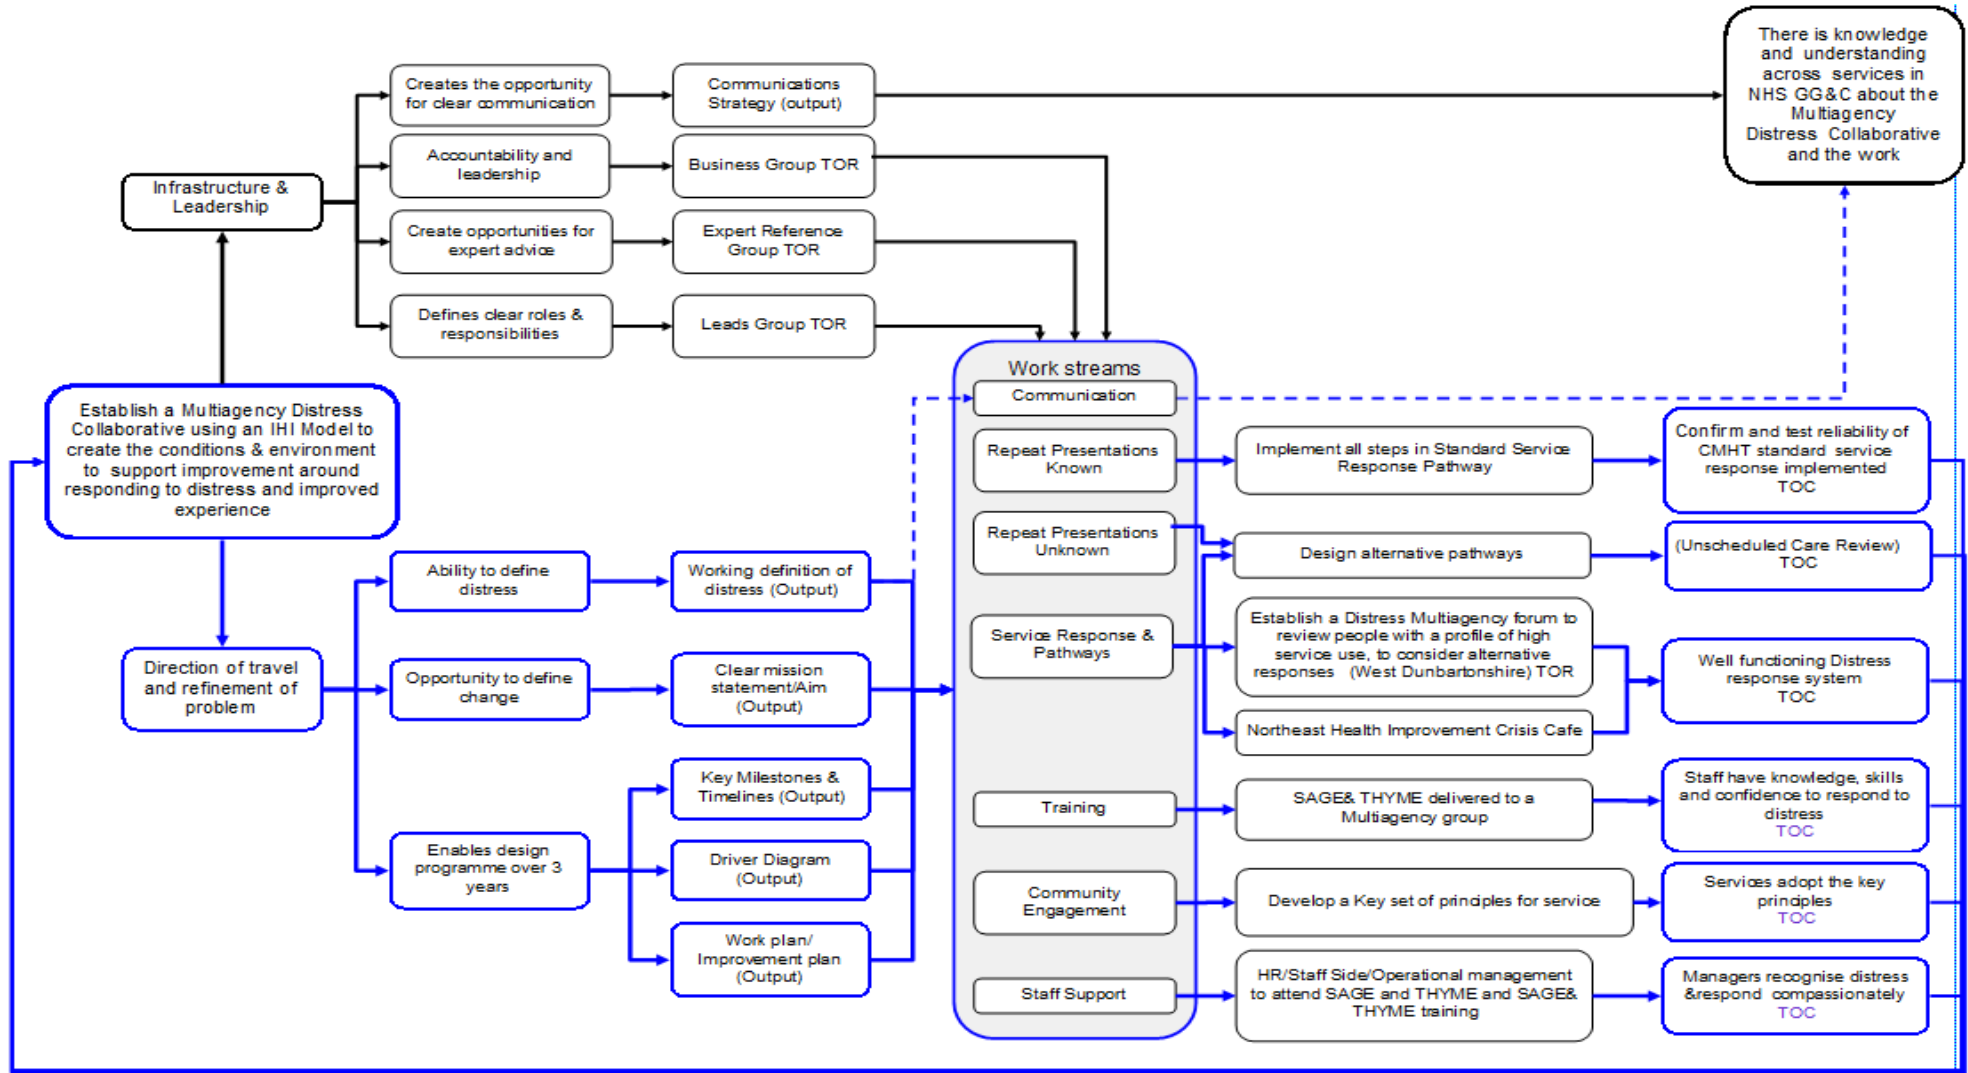 There is knowledge
and understanding
across services in
NHS GG&C about the
Multiagency
Distress Collaborative
and the work
Creates the opportunity
for clear communication
Communications
Strategy (output)
Accountability and
leadership
Business Group TOR
Infrastructure &
Leadership
Create opportunities for
expert advice
Expert Reference
Group TOR
Defines clear roles &
responsibilities
Leads Group TOR
Establish a Multiagency Distress
Collaborative using an IHI Model to
create the conditions & environment
to support improvement around
responding to distress and improved
experience
Direction of travel
and refinement of
problem
Ability to define
distress
Working definition of
distress (Output)
Opportunity to define
change
Clear mission
statement/Aim
(Output)
Enables design
programme over 3
years
Key Milestones &
Timelines (Output)
Driver Diagram
(Output)
Work plan/
Improvement plan
(Output)
Work streams
Communication
Repeat Presentations
Known
Implement all steps in Standard Service
Response Pathway
Confirm and test reliability of
CMHT standard service
response implemented
TOC
Repeat Presentations
Unknown
Design alternative pathways
(Unscheduled Care Review)
TOC
Service Response &
Pathways
Establish a Distress Multiagency forum to
review people with a profile of high
service use, to consider alternative
responses (West Dunbartonshire) TOR
Northeast Health Improvement Crisis Cafe
Well functioning Distress
response system
TOC
Training
SAGE& THYME delivered to a
Multiagency group
Staff have knowledge, skills
and confidence to respond to
distress
TOC
Community
Engagement
Develop a Key set of principles for service
Services adopt the key
principles
TOC
Staff Support
HR/Staff Side/Operational management
to attend SAGE and THYME and SAGE&
THYME training
Managers recognise distress
&respond compassionately
TOC